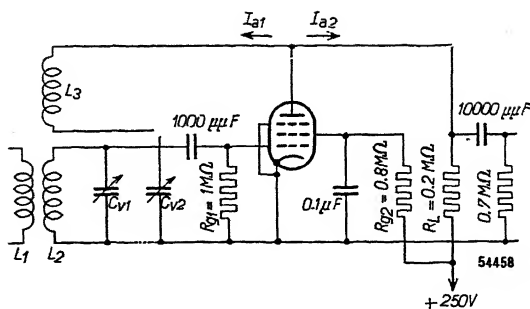 Ia1
Ia2
L3
1000 μμF
10000 μμF
Cv1
Cv2
Rg1=1MΩ
0.1μF
Rg2=0.8MΩ
RL=0.2MΩ
0.7MΩ
L1
L2
54458
+250V